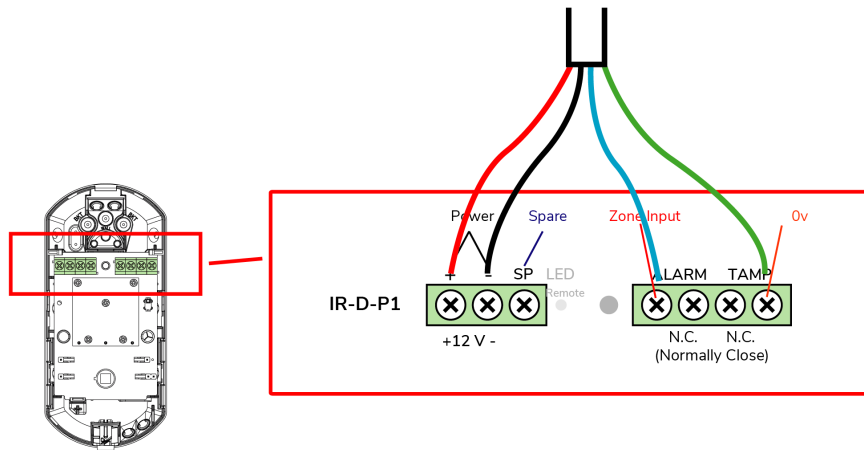 Power Spare Zone Input 0v
+ - SP LED ALARM TAMP
Remote
IR-D-P1
+12 V - N.C. N.C.
(Normally Close)